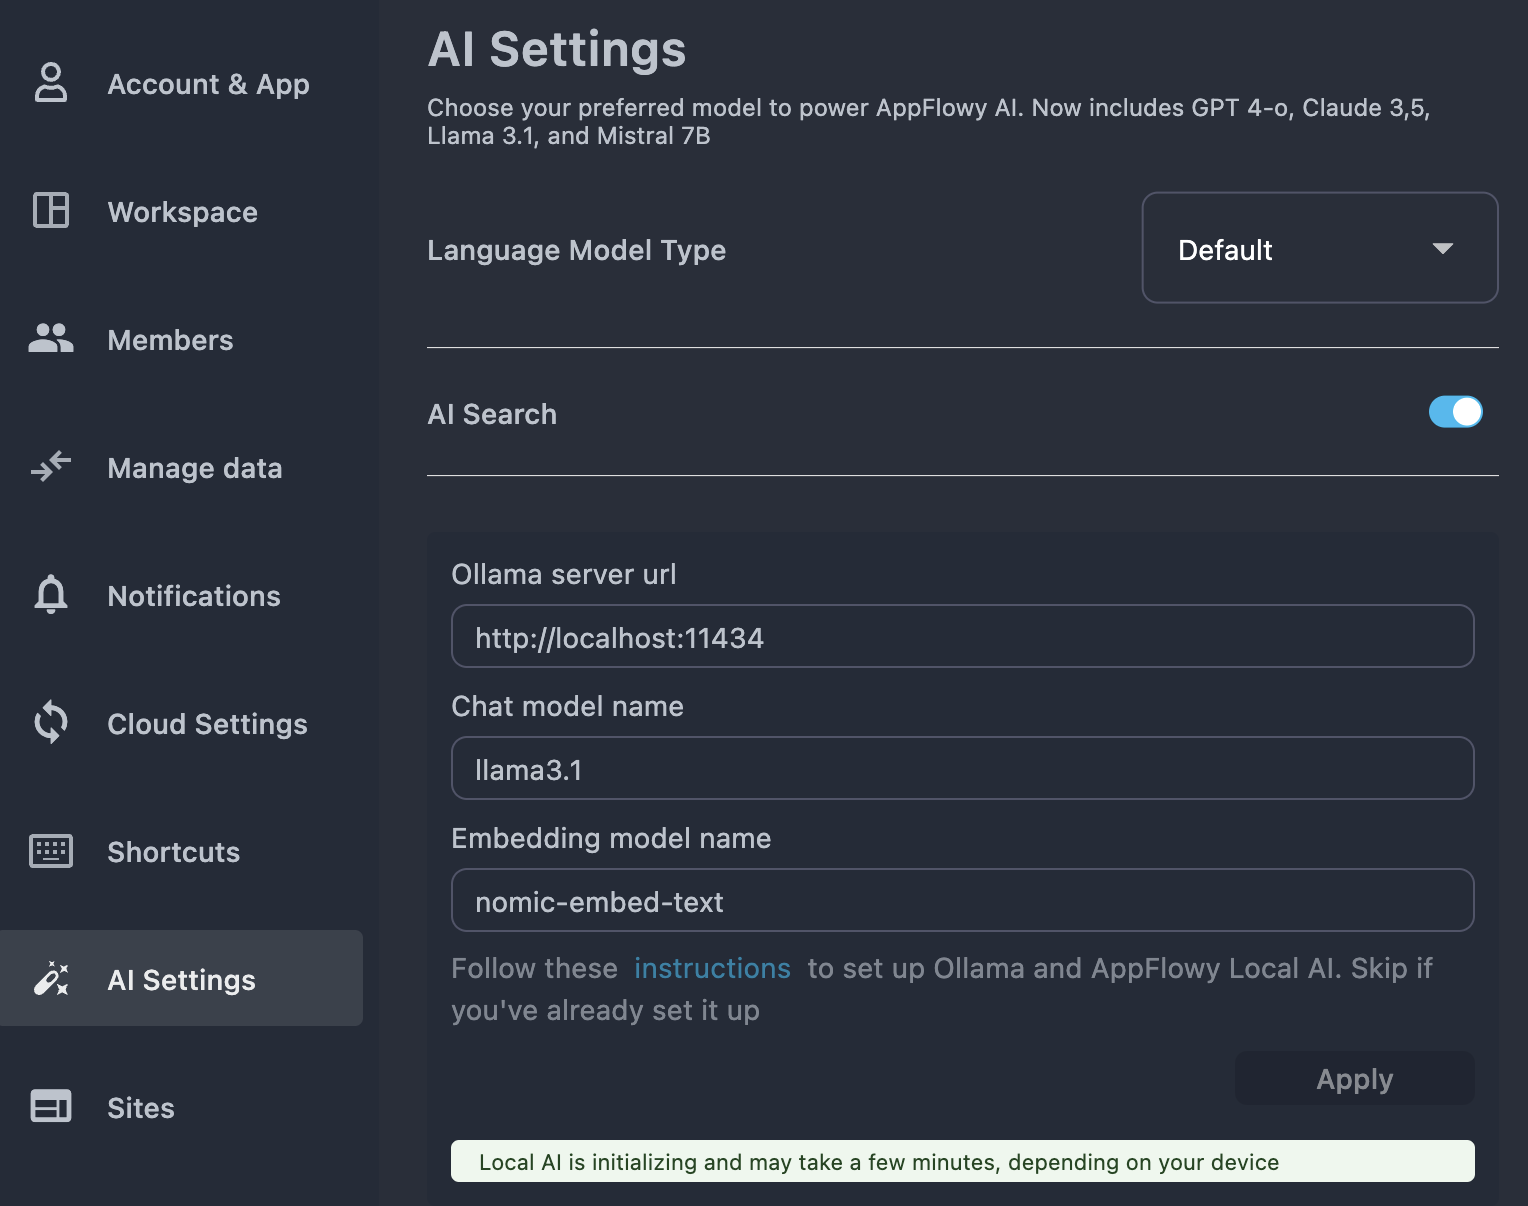 Account & App
Workspace
Members
Manage data
Notifications
Cloud Settings
Shortcuts
AI Settings
Sites
AI Settings
Choose your preferred model to power AppFlowy AI. Now includes GPT 4-o, Claude 3,5,
Llama 3.1, and Mistral 7B
Language Model Type
Default
AI Search
Ollama server url
http://localhost:11434
Chat model name
llama3.1
Embedding model name
nomic-embed-text
Follow these instructions to set up Ollama and AppFlowy Local AI. Skip if
you've already set it up
Apply
Local AI is initializing and may take a few minutes, depending on your device